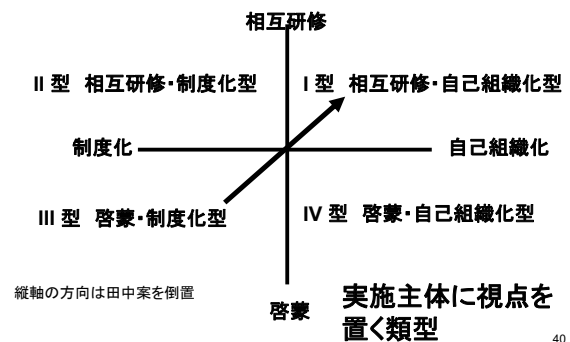 相互研修
II 型 相互研修・制度化型
I 型 相互研修・自己組織化型
制度化
自己組織化
III 型 啓蒙・制度化型
IV 型 啓蒙・自己組織化型
縦軸の方向は田中案を倒置
啓蒙
実施主体に視点を
置く類型
40